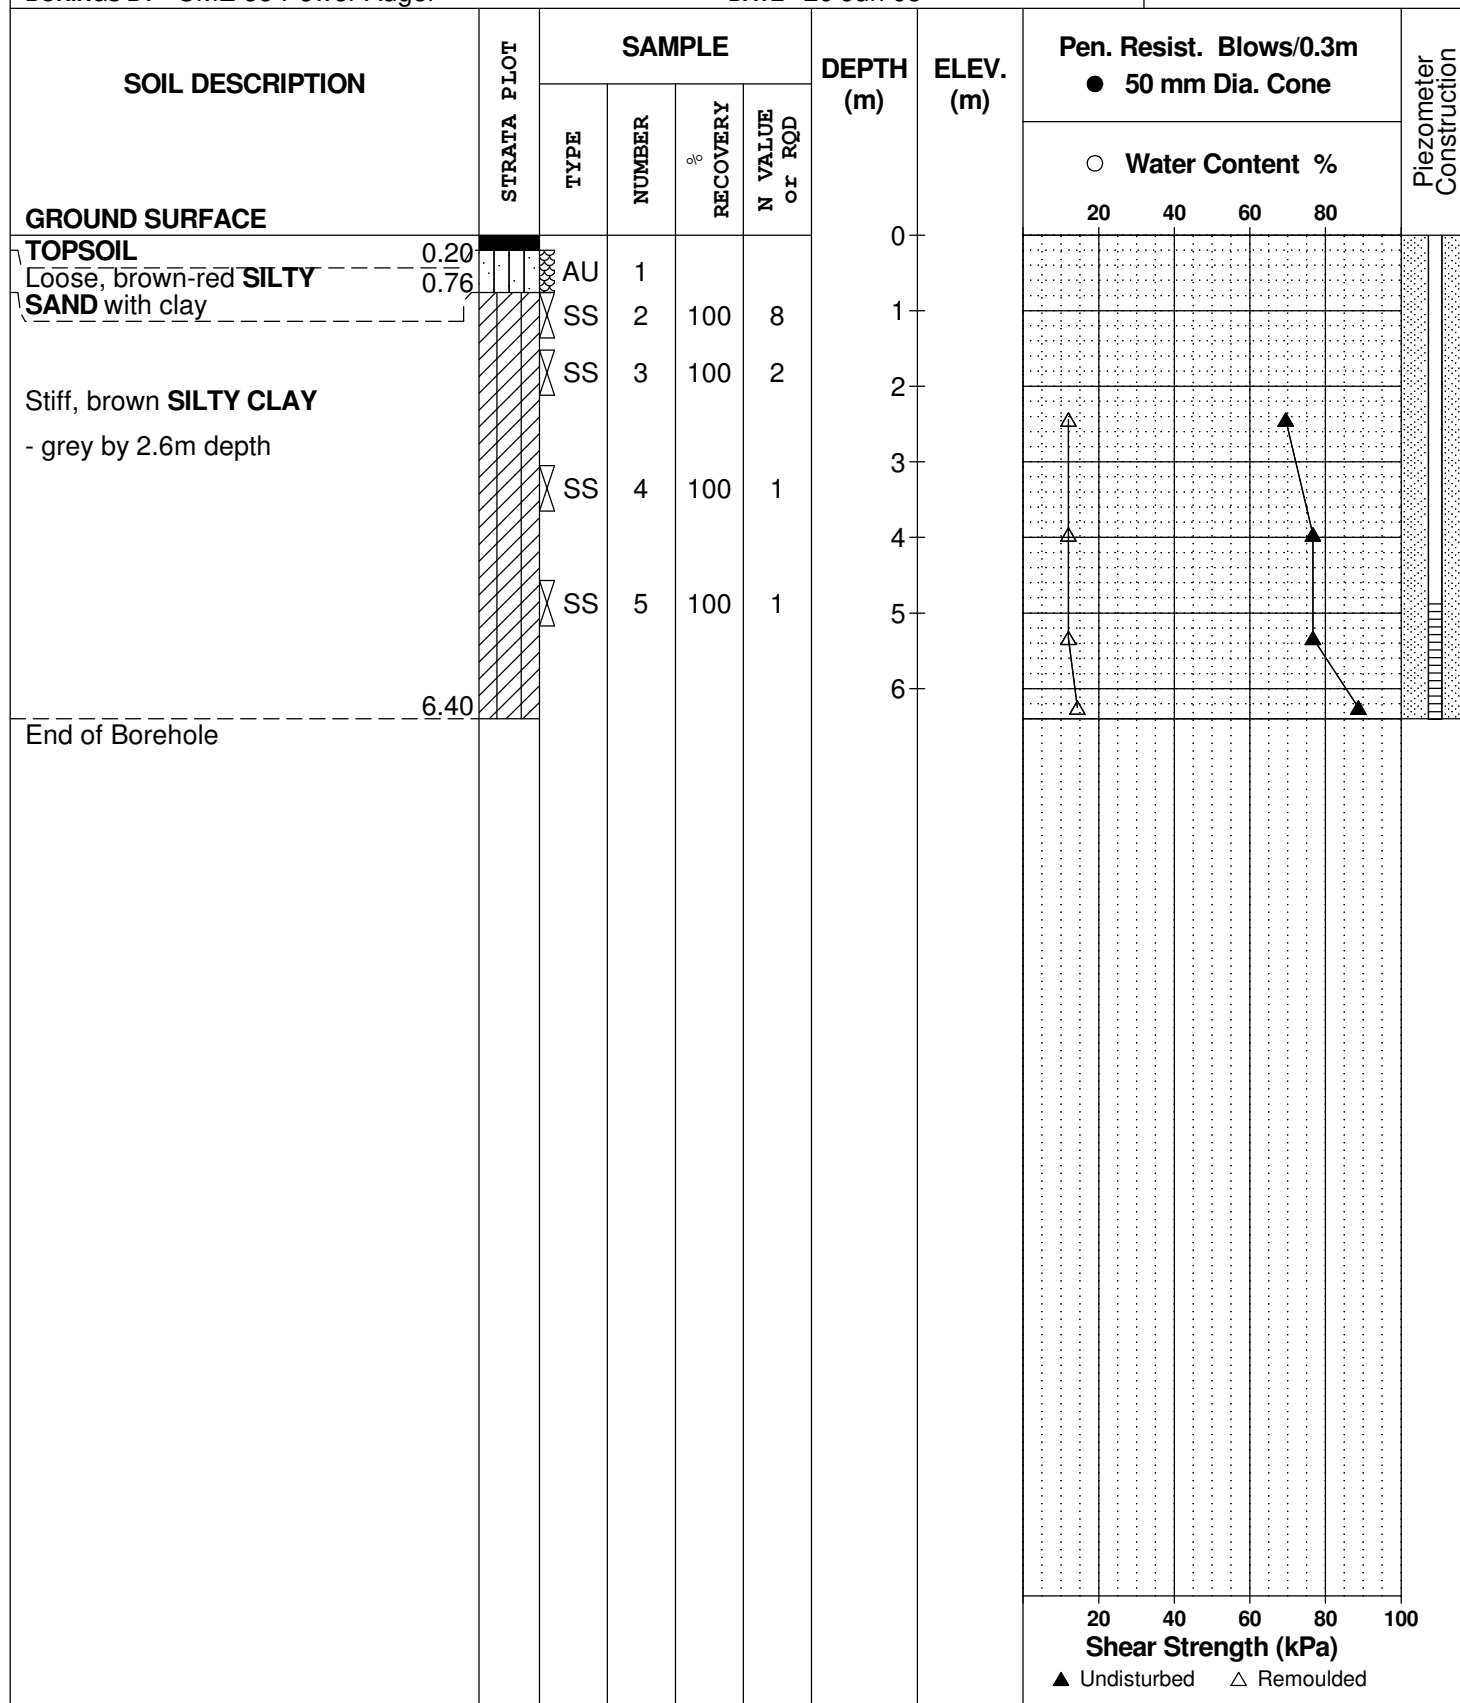 SOIL DESCRIPTION
GROUND SURFACE
STRATA PLOT
SAMPLE
TYPE
NUMBER
%
RECOVERY
N VALUE
or RQD
DEPTH
(m)
ELEV.
(m)
Pen. Resist. Blows/0.3m
● 50 mm Dia. Cone
○ Water Content %
20 40 60 80
Piezometer
Construction
TOPSOIL 0.20
Loose, brown-red SILTY 0.76
SAND with clay
Stiff, brown SILTY CLAY
- grey by 2.6m depth
6.40
End of Borehole
AU 1
SS 2 100 8
SS 3 100 2
SS 4 100 1
SS 5 100 1
0
1
2
3
4
5
6
20 40 60 80 100
Shear Strength (kPa)
▲ Undisturbed △ Remoulded